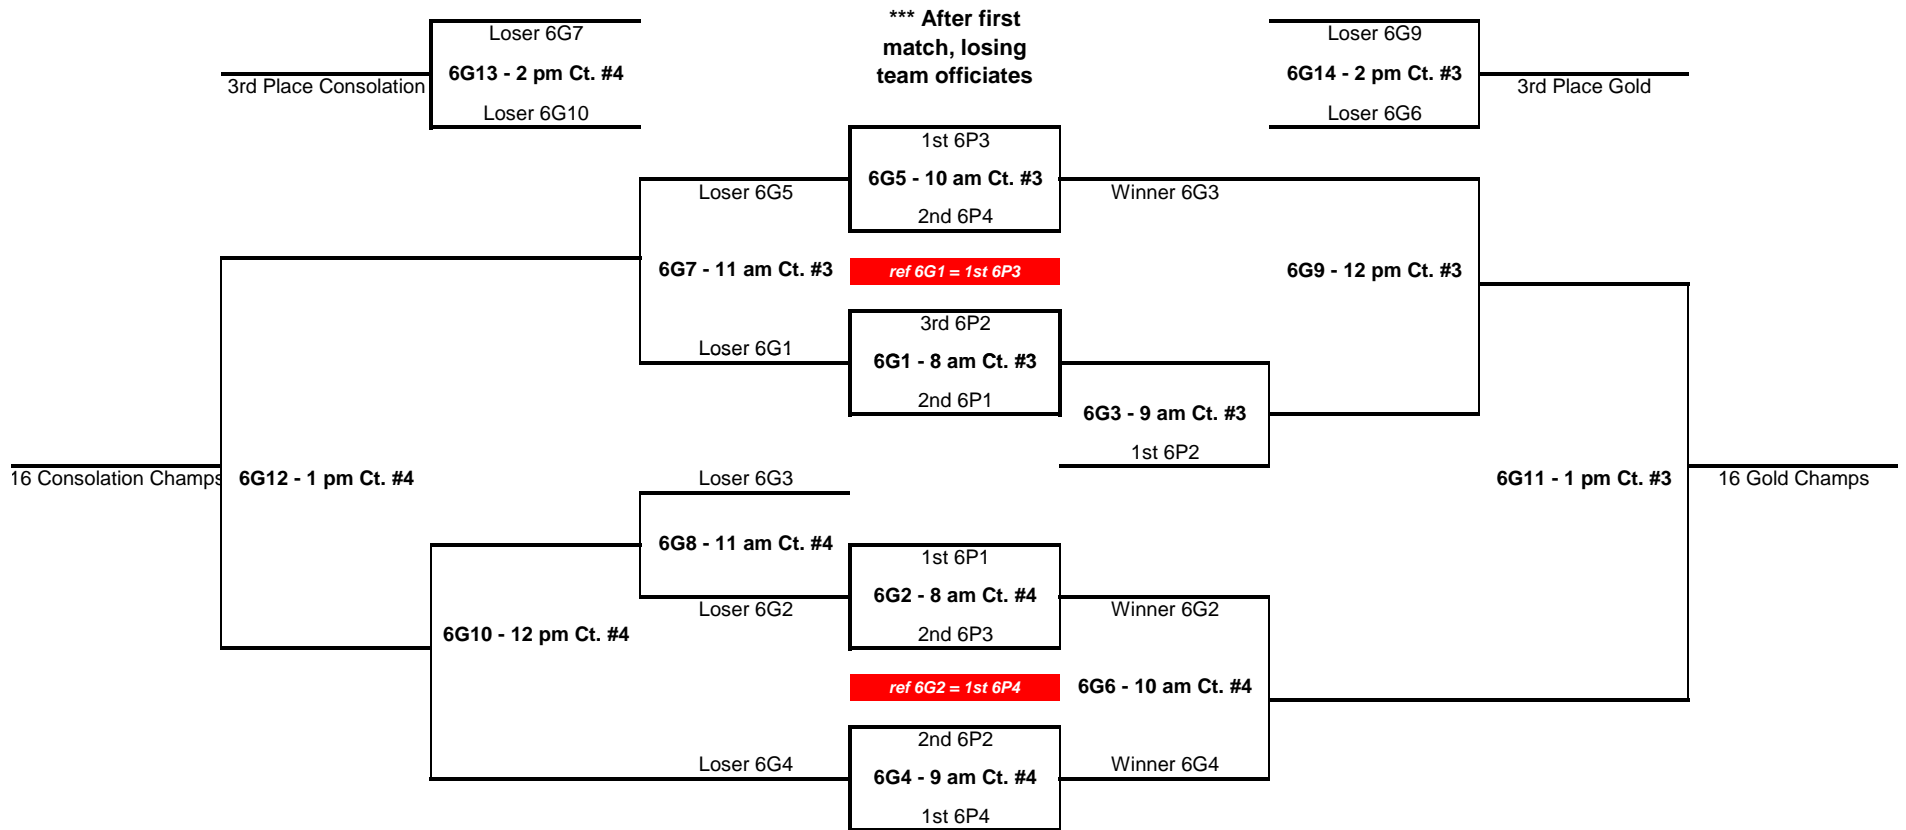 *** After first
match, losing
team officiates
Loser 6G7
6G13 - 2 pm Ct. #4
3rd Place Consolation
Loser 6G10
Loser 6G9
6G14 - 2 pm Ct. #3
3rd Place Gold
Loser 6G6
1st 6P3
6G5 - 10 am Ct. #3
Loser 6G5
Winner 6G3
2nd 6P4
6G7 - 11 am Ct. #3
ref 6G1 = 1st 6P3
6G9 - 12 pm Ct. #3
3rd 6P2
Loser 6G1
6G1 - 8 am Ct. #3
2nd 6P1
6G3 - 9 am Ct. #3
1st 6P2
16 Consolation Champs
6G12 - 1 pm Ct. #4
Loser 6G3
6G11 - 1 pm Ct. #3
16 Gold Champs
6G8 - 11 am Ct. #4
1st 6P1
6G2 - 8 am Ct. #4
Loser 6G2
Winner 6G2
6G10 - 12 pm Ct. #4
2nd 6P3
ref 6G2 = 1st 6P4
6G6 - 10 am Ct. #4
2nd 6P2
Loser 6G4
6G4 - 9 am Ct. #4
Winner 6G4
1st 6P4